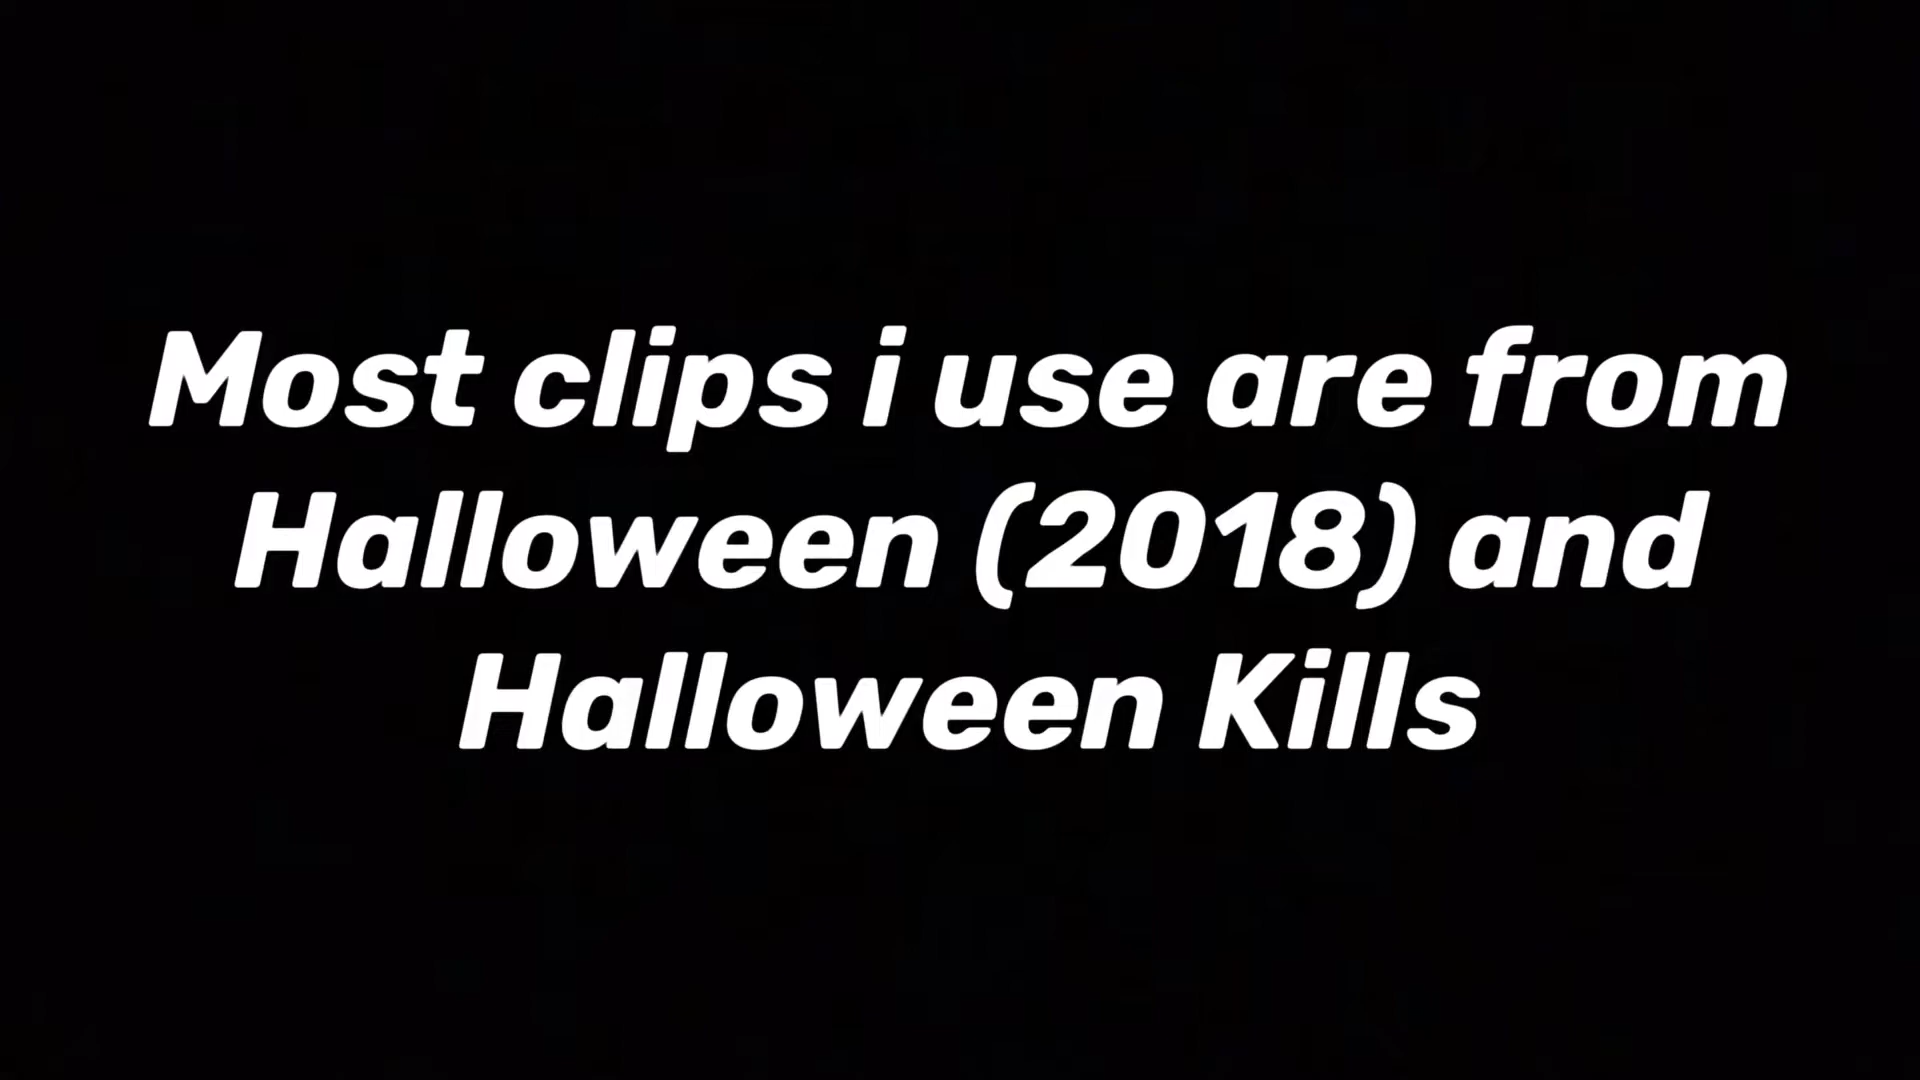 Most clips i use are from
Halloween (2018) and
Halloween Kills